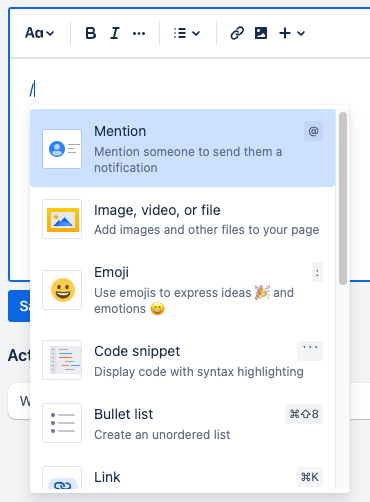 Aa
B I ...
/
Mention @
Mention someone to send them a
notification
Image, video, or file
Add images and other files to your page
Emoji :
Use emojis to express ideas 🎉 and
emotions 😄
Code snippet ```
Display code with syntax highlighting
Bullet list ⌘⇧8
Create an unordered list
Link ⌘K
Sa
Act
W